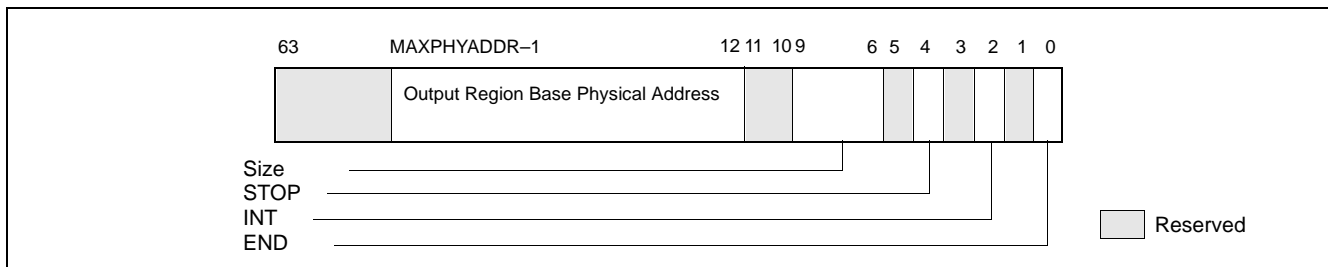 63 MAXPHYADDR–1 12 11 10 9 6 5 4 3 2 1 0
Output Region Base Physical Address
Size
STOP
INT
END
Reserved